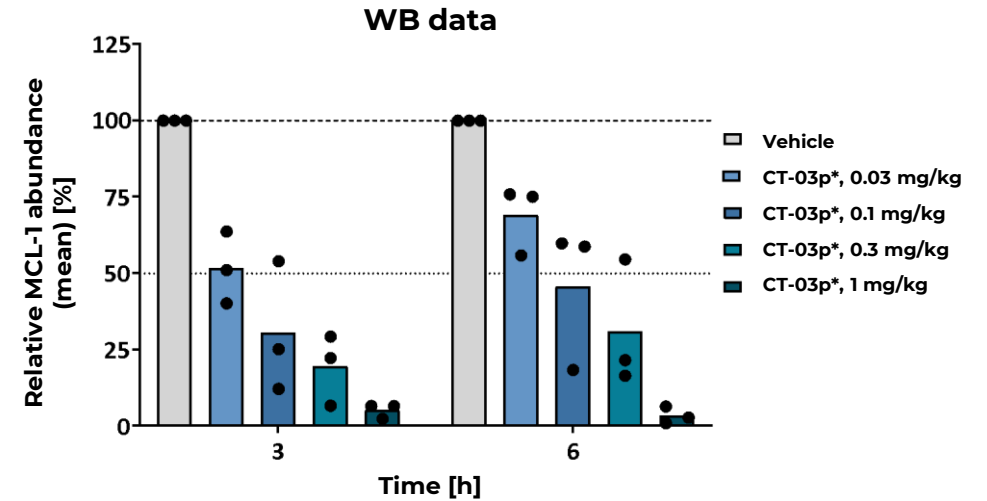 WB data
Relative MCL-1 abundance
(mean) [%]
125
100
75
50
25
0
3
6
Time [h]
Vehicle
CT-03p*, 0.03 mg/kg
CT-03p*, 0.1 mg/kg
CT-03p*, 0.3 mg/kg
CT-03p*, 1 mg/kg